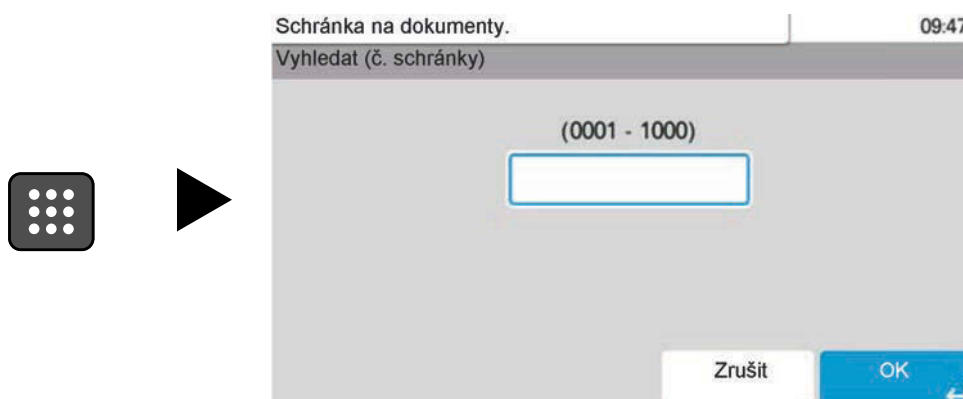 Schránka na dokumenty.
09:47
Vyhledat (č. schránky)
(0001 - 1000)
Zrušit
OK